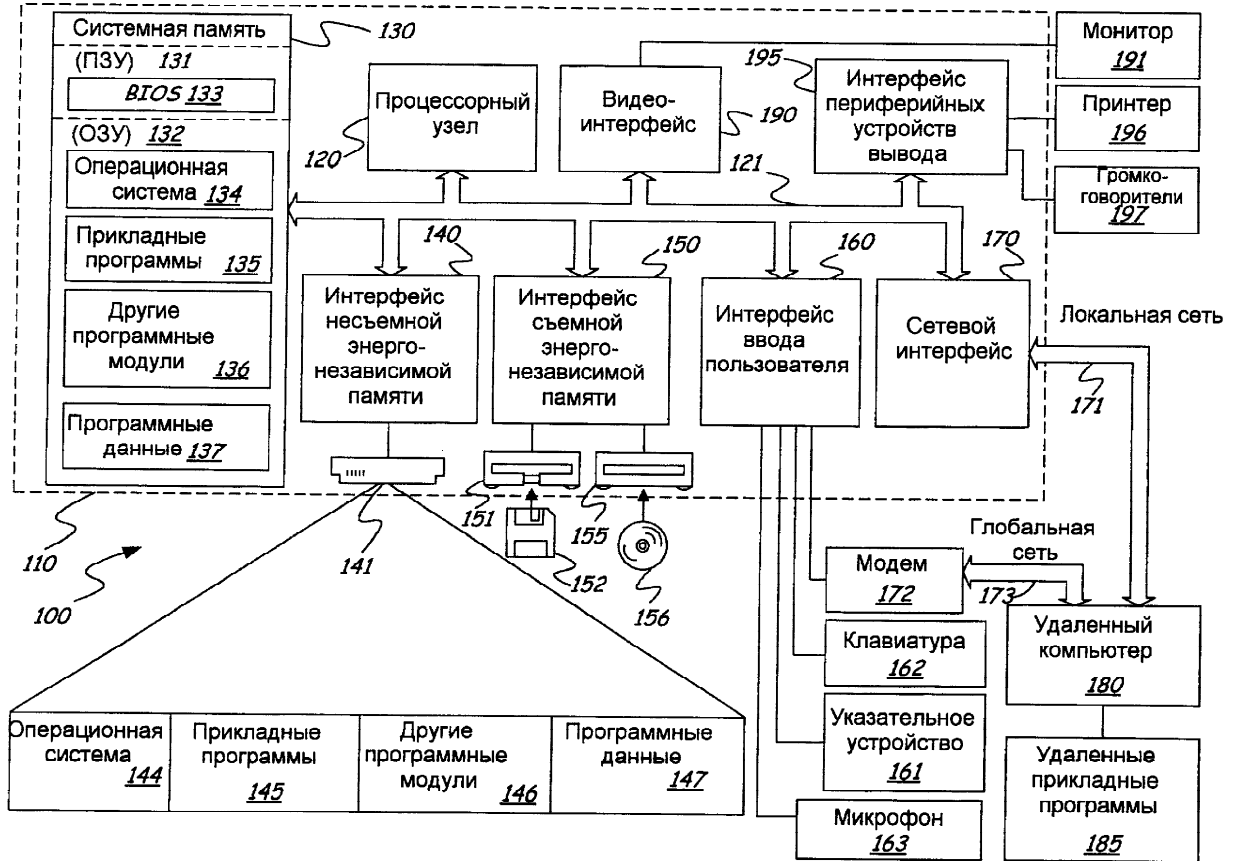 Системная память
130
(ПЗУ) 131
BIOS 133
(ОЗУ) 132
Операционная
система 134
Прикладные
программы 135
Другие
программные
модули 136
Программные
данные 137
Процессорный
узел
120
Видео-
интерфейс
190
195
Интерфейс
периферийных
устройств
вывода
121
Монитор
191
Принтер
196
Громко-
говорители
197
140
Интерфейс
несъемной
энерго-
независимой
памяти
150
Интерфейс
съемной
энерго-
независимой
памяти
160
Интерфейс
ввода
пользователя
170
Сетевой
интерфейс
Локальная сеть
171
110
100
141
151
152
155
156
Глобальная
сеть
173
Модем
172
Клавиатура
162
Указательное
устройство
161
Микрофон
163
Удаленный
компьютер
180
Удаленные
прикладные
программы
185
Операционная
система 144
Прикладные
программы
145
Другие
программные
модули 146
Программные
данные 147